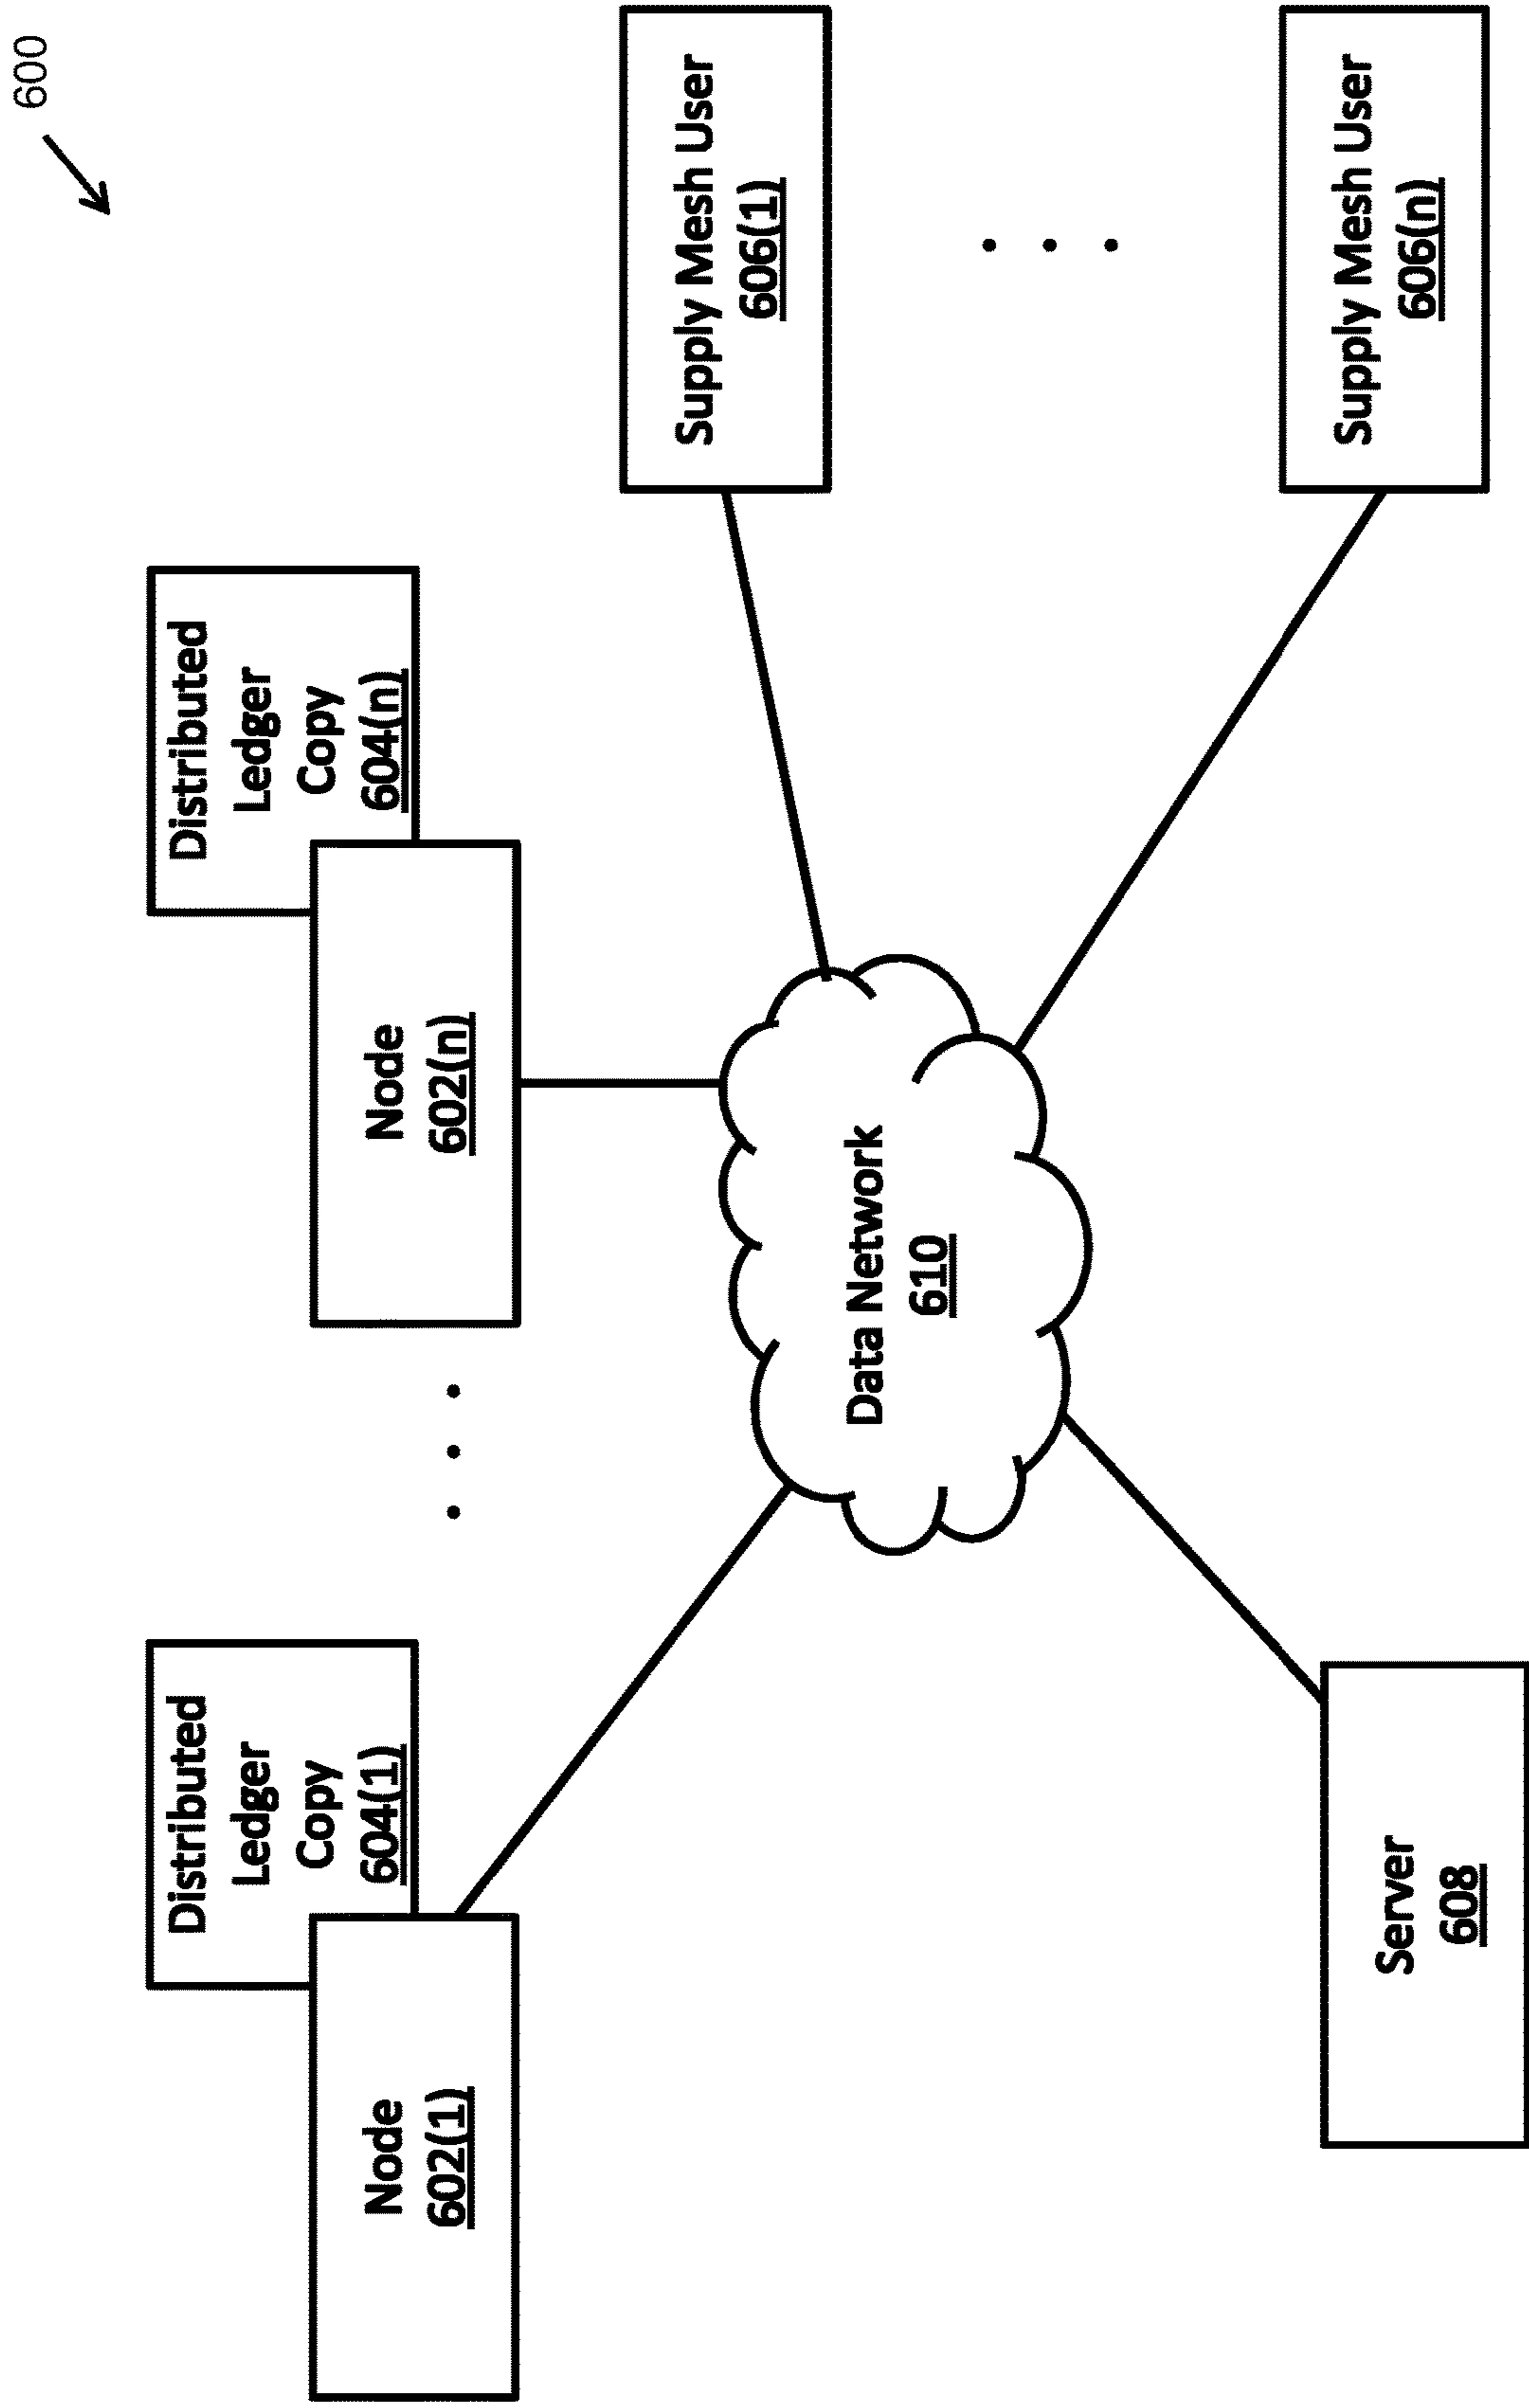 600
Distributed
Ledger
Copy
604(1)
Node
602(1)
Distributed
Ledger
Copy
604(n)
Node
602(n)
Supply Mesh User
606(1)
Data Network
610
Supply Mesh User
606(n)
Server
608